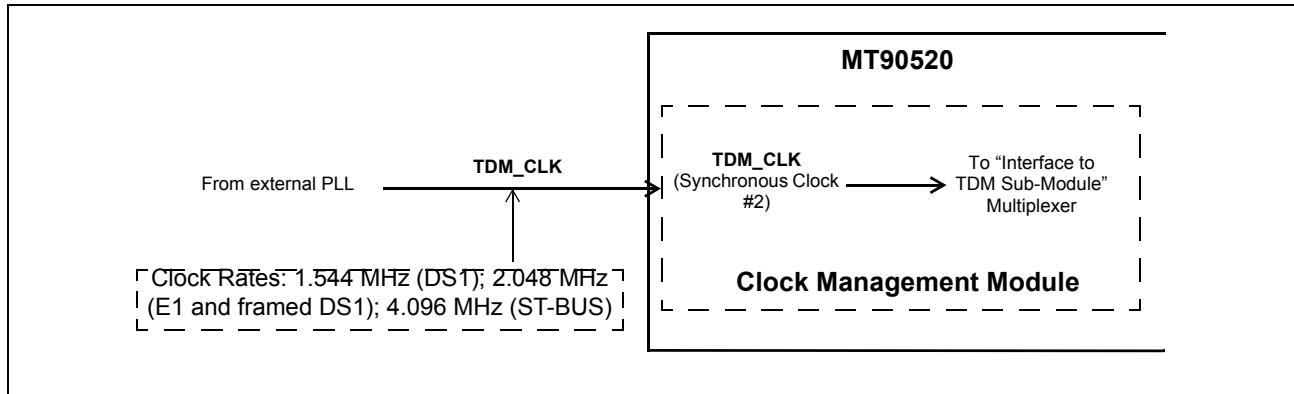 MT90520
From external PLL
TDM_CLK
TDM_CLK
(Synchronous Clock
#2)
To “Interface to
TDM Sub-Module”
Multiplexer
Clock Rates: 1.544 MHz (DS1); 2.048 MHz
(E1 and framed DS1); 4.096 MHz (ST-BUS)
Clock Management Module